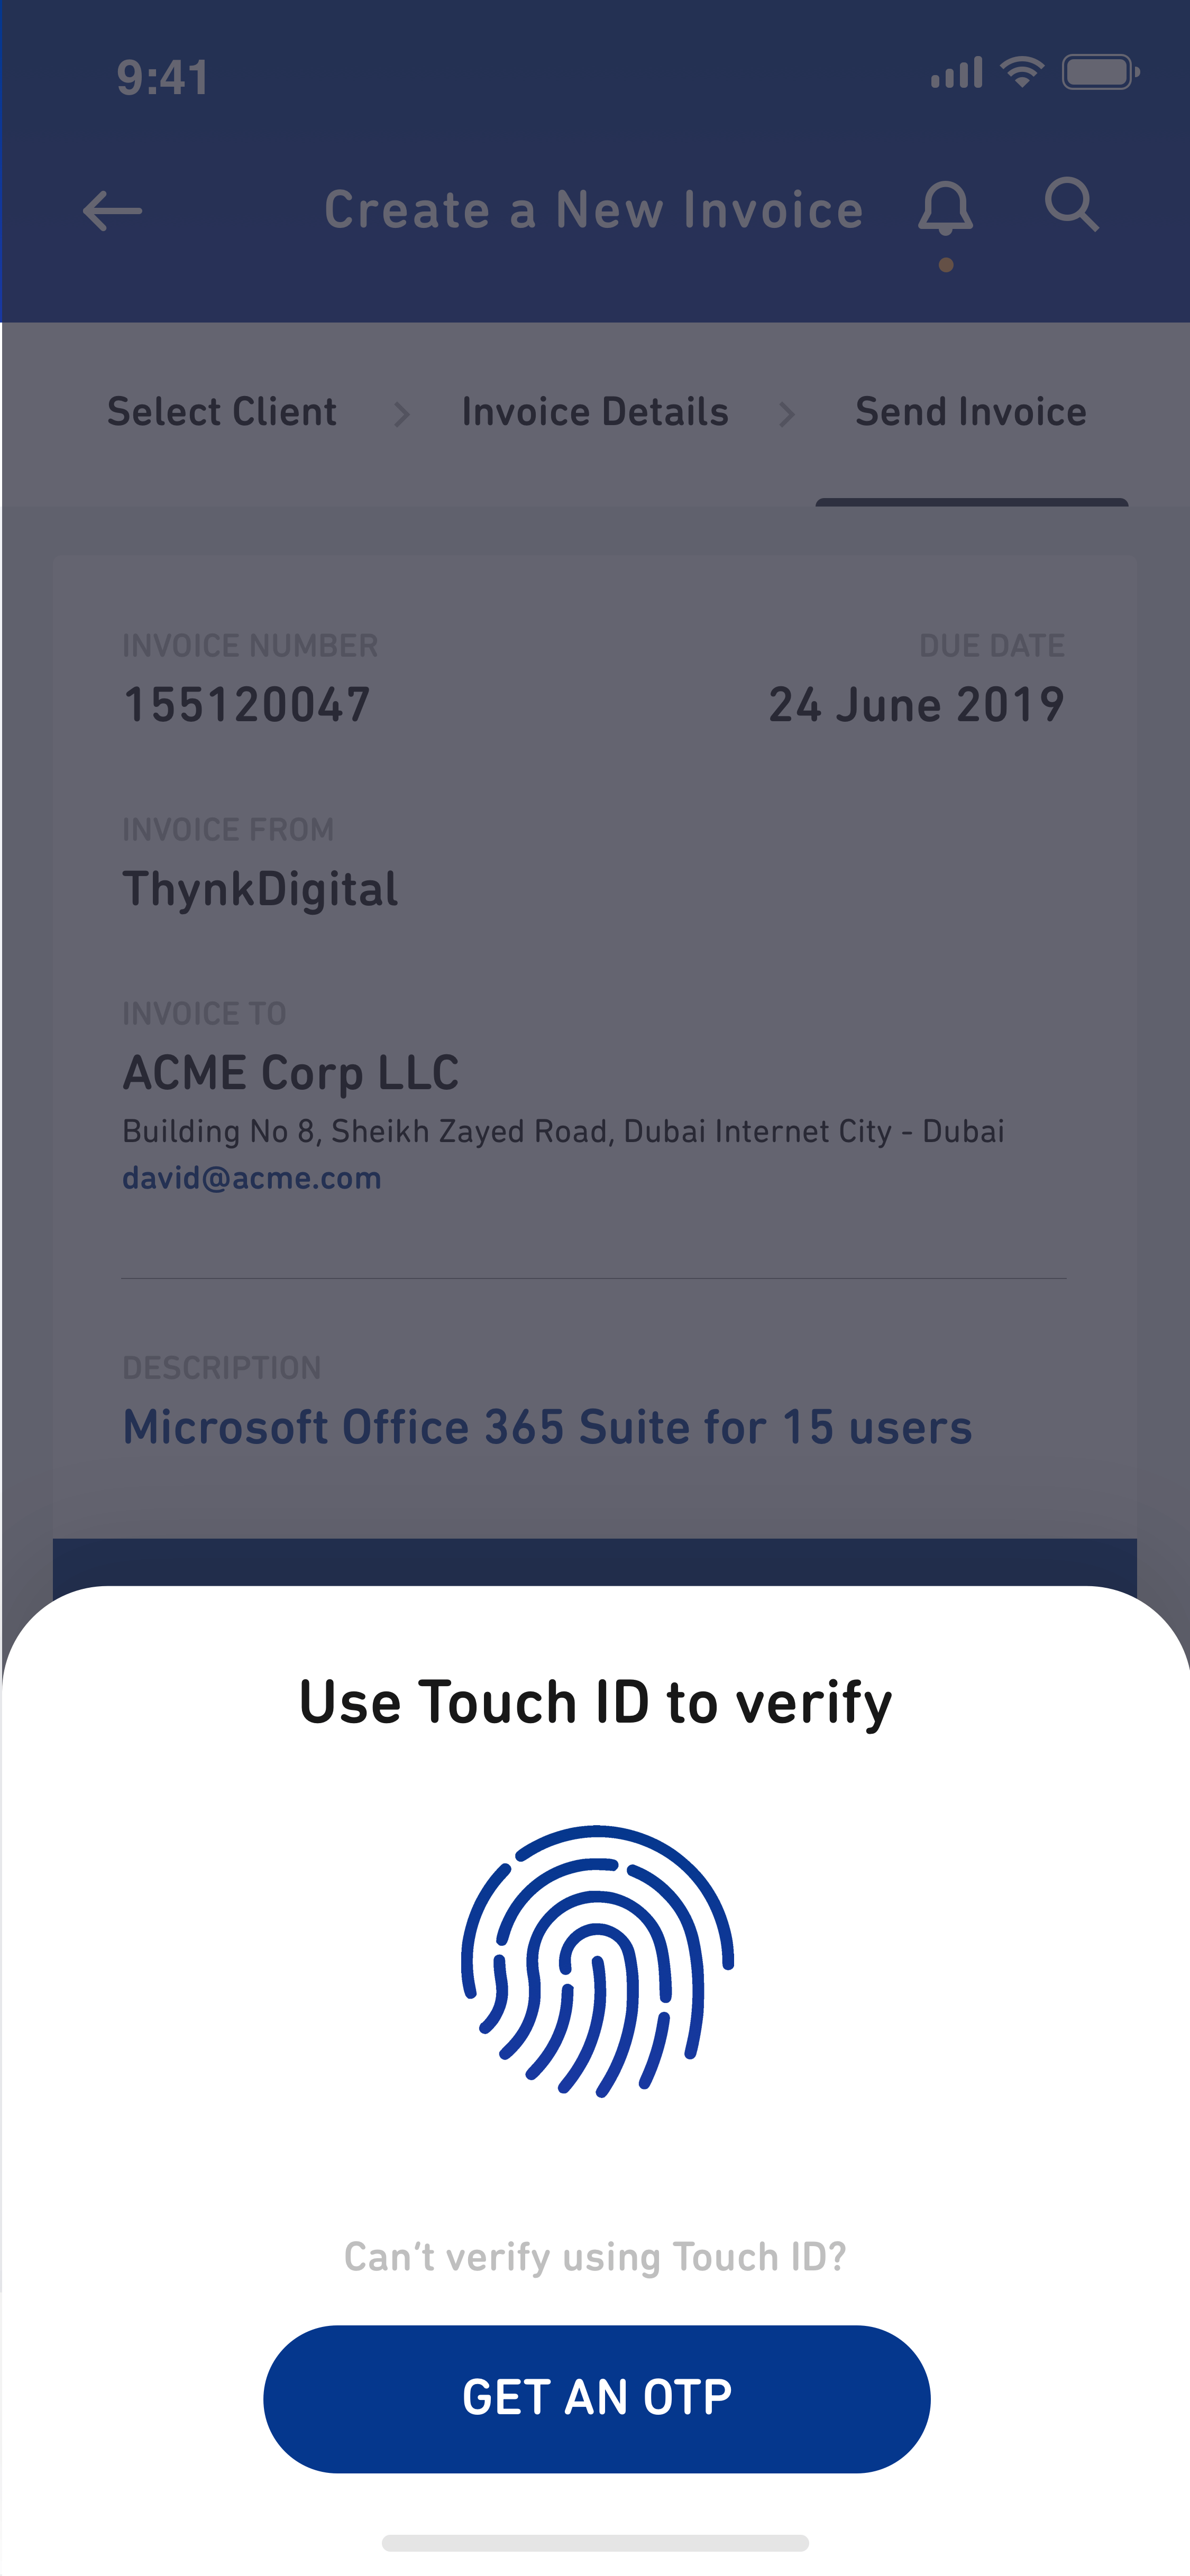 9:41
Create a New Invoice
Select Client
Invoice Details
Send Invoice
INVOICE NUMBER
DUE DATE
155120047
24 June 2019
INVOICE FROM
ThynkDigital
INVOICE TO
ACME Corp LLC
Building No 8, Sheikh Zayed Road, Dubai Internet City - Dubai
david@acme.com
DESCRIPTION
Microsoft Office 365 Suite for 15 users
Use Touch ID to verify
Can‘t verify using Touch ID?
GET AN OTP